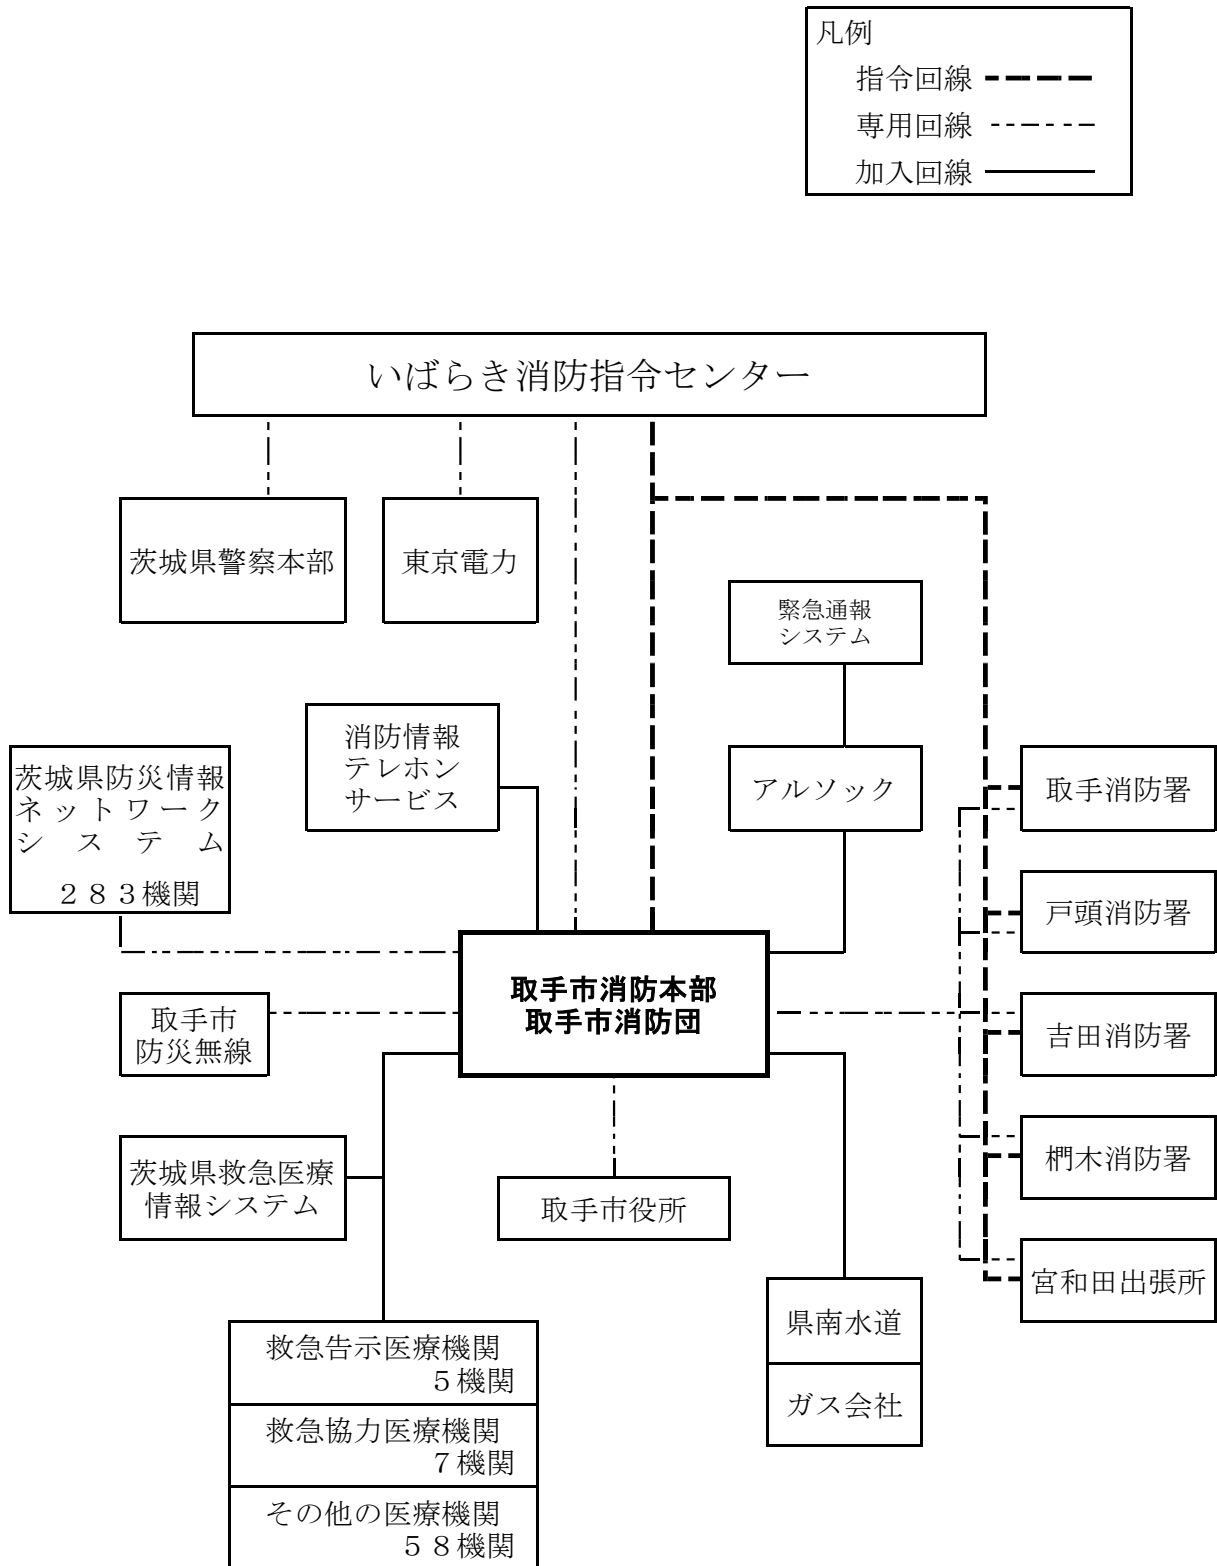 凡例
指令回線
専用回線
加入回線
いばらき消防指令センター
茨城県警察本部
東京電力
緊急通報
システム
消防情報
テレホン
サービス
茨城県防災情報
ネットワーク
システム
２８３機関
アルソック
取手消防署
戸頭消防署
取手市消防本部
取手市消防団
取手市
防災無線
吉田消防署
椚木消防署
茨城県救急医療
情報システム
取手市役所
宮和田出張所
県南水道
ガス会社
救急告示医療機関
５機関
救急協力医療機関
７機関
その他の医療機関
５８機関